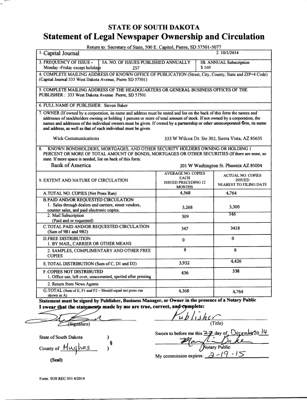 STATE OF SOUTH DAKOTA
Statement of Legal Newspaper Ownership and Circulation
Return to: Secretary of State, 500 E. Capitol, Pierre, SD 57501-5077
1. Capital Journal
2. 10/1/2014
3. FREQUENCY OF ISSUE -
Monday -Friday except holidays
3A. NO. OF ISSUES PUBLISHED ANNUALLY
257
3B. ANNUAL Subscription
4. COMPLETE MAILING ADDRESS OF KNOWN OFFICE OF PUBLICATION (Street, City, County, State and ZIP+4 Code)
(Capital Journal 333 West Dakota Avenue, Pierre, SD 57501)
5. COMPLETE MAILING ADDRESS OF THE HEADQUARTERS OR GENERAL BUSINESS OFFICES OF THE
PUBLISHER : 333 West Dakota Avenue Pierre, SD. 57501
6. FULL NAME OF PUBLISHER: Steven Baker
7. OWNER (If owned by a corporation, its name and address must be stated and list on the back of this form the names and
addresses of stockholders owning or holding 1 percent or more of total amount of stock. If not owned by a corporation, the
names and addresses of the individual owners must be given. If owned by a partnership or other unincorporated firm, its name
and address, as well as that of each individual must be given.
Wick Communications
333 W Wilcox Dr. Ste 302, Sierra Vista, AZ 85635
8. KNOWN BONDHOLDERS, MORTGAGES, AND OTHER SECURITY HOLDERS OWNING OR HOLDING 1
PERCENT OR MORE OF TOTAL AMOUNT OF BONDS, MORTGAGES OR OTHER SECURITIES (If there are none, so
state. If more space is needed, list on back of this form.
Bank of America
201 W Washington St. Phoenix AZ 85004
9. EXTENT AND NATURE OF CIRCULATION
AVERAGE NO. COPIES
EACH
ISSUED PRECEDING 12
MONTHS
ACTUAL NO. COPIES
ISSUED
NEAREST TO FILING DATE
A.TOTAL NO. COPIES (Net Press Run)
4,368
4,764
B.PAID AND/OR REQUESTED CIRCULATION
1. Sales through dealers and carriers, street vendors,
counter sales, and paid electronic copies.
2. Mail Subscription
(Paid and or requested)
C.TOTAL PAID AND/OR REQUESTED CIRCULATION
(Sum of 9B1 and 9B2)
3418
D.FREE DISTRIBUTION
1. BY MAIL, CARRIER OR OTHER MEANS
0
0
2. SAMPLES, COMPLIMENTARY AND OTHER FREE
COPIES
E. TOTAL DISTRIBUTION (Sum of C, D1 and D2)
3,932
4,426
F.COPIES NOT DISTRIBUTED
1. Office use, left over, unaccounted, spoiled after printing
436
338
2. Return from News Agents
G.TOTAL (Sum of E, F1 and F2 - Should equal net press run
shown in A)
4,368
4,764
Statement must be signed by Publisher, Business Manager, or Owner in the presence of a Notary Public
I swear that the statements made by me are true, correct, and complete:
Publisher
(Signature)
(Title)
State of South Dakota )
§
County of Hughes )
(Seal)
Sworn to before me this day of December, 14.
Notary Public
My commission expires: 2-19-15